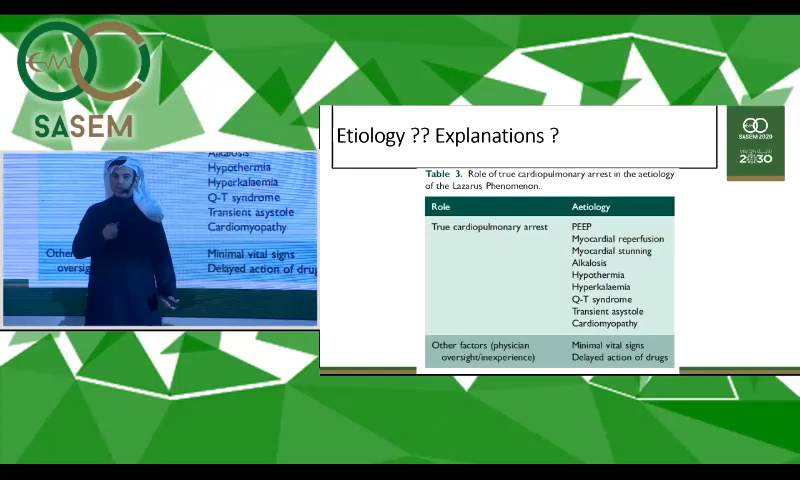 SASEM
Etiology ?? Explanations ?
SASEM 2020
2030
Table 3. Role of true cardiopulmonary arrest in the aetiology
of the Lazarus Phenomenon.
Role Aetiology
True cardiopulmonary arrest PEEP
Myocardial reperfusion
Myocardial stunning
Alkalosis
Hypothermia
Hyperkalaemia
Q-T syndrome
Transient asystole
Cardiomyopathy
Other factors (physician Minimal vital signs
oversight/inexperience) Delayed action of drugs
Alkalosis
Hypothermia
Hyperkalaemia
Q-T syndrome
Transient asystole
Cardiomyopathy
Other Minimal vital signs
oversig Delayed action of drug